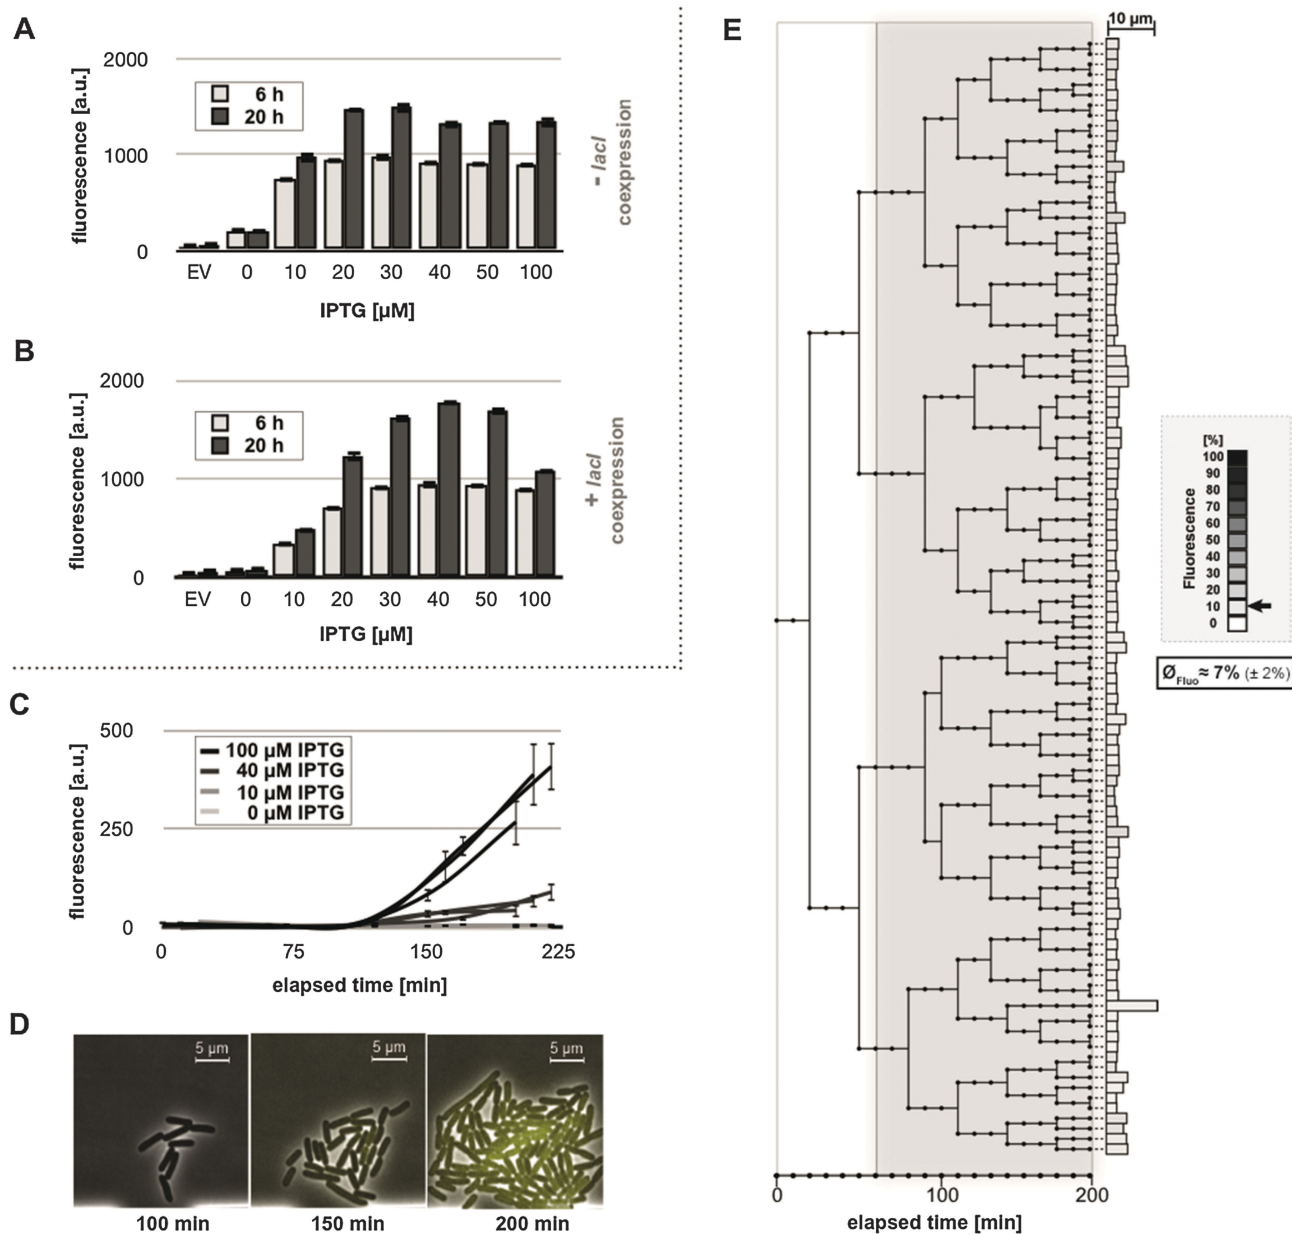 A
2000
1000
0
fluorescence [a.u.]
6 h
20 h
EV 0 10 20 30 40 50 100
IPTG [µM]
- lacI
coexpression
B
2000
1000
0
fluorescence [a.u.]
6 h
20 h
EV 0 10 20 30 40 50 100
IPTG [µM]
+ lacI
coexpression
C
500
250
0
fluorescence [a.u.]
100 µM IPTG
40 µM IPTG
10 µM IPTG
0 µM IPTG
0 75 150 225
elapsed time [min]
D
5 µm 5 µm 5 µm
100 min 150 min 200 min
E
10 µm
0 100 200
elapsed time [min]
[%]
100
90
80
70
60
50
40
30
20
10
0
Fluorescence
ØFluo≈ 7% (± 2%)